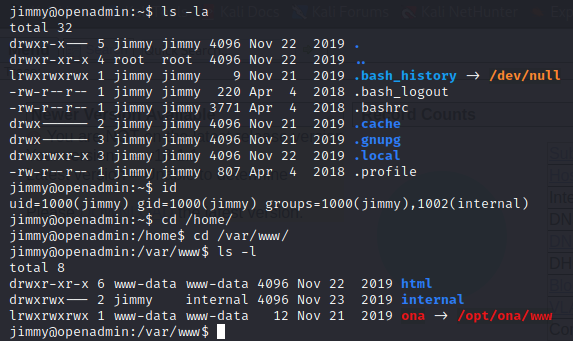 jimmy@openadmin:~$ ls -la
total 32
drwxr-x--- 5 jimmy jimmy 4096 Nov 22  2019 .
drwxr-xr-x 4 root  root  4096 Nov 22  2019 ..
lrwxrwxrwx 1 jimmy jimmy    9 Nov 21  2019 .bash_history -> /dev/null
-rw-r--r-- 1 jimmy jimmy  220 Apr  4  2018 .bash_logout
-rw-r--r-- 1 jimmy jimmy 3771 Apr  4  2018 .bashrc
drwx------ 2 jimmy jimmy 4096 Nov 21  2019 .cache
drwx------ 3 jimmy jimmy 4096 Nov 21  2019 .gnupg
drwxrwxr-x 3 jimmy jimmy 4096 Nov 22  2019 .local
-rw-r--r-- 1 jimmy jimmy  807 Apr  4  2018 .profile
jimmy@openadmin:~$ id
uid=1000(jimmy) gid=1000(jimmy) groups=1000(jimmy),1002(internal)
jimmy@openadmin:~$ cd /home/
jimmy@openadmin:/home$ cd /var/www/
jimmy@openadmin:/var/www$ ls -l
total 8
drwxr-xr-x 6 www-data www-data 4096 Nov 22  2019 html
drwxrwx--- 2 jimmy    internal 4096 Nov 23  2019 internal
lrwxrwxrwx 1 www-data www-data   12 Nov 21  2019 ona -> /opt/ona/www
jimmy@openadmin:/var/www$